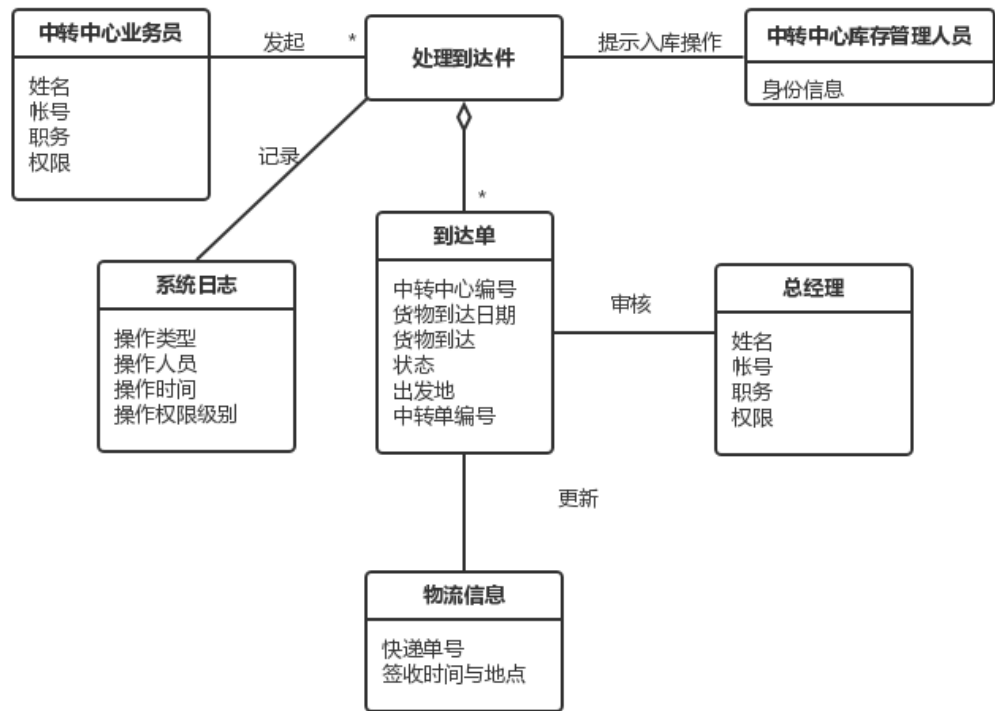 中转中心业务员
姓名
帐号
职务
权限
发起
*
处理到达件
提示入库操作
中转中心库存管理人员
身份信息
记录
*
系统日志
操作类型
操作人员
操作时间
操作权限级别
到达单
中转中心编号
货物到达日期
货物到达
状态
出发地
中转单编号
审核
总经理
姓名
帐号
职务
权限
更新
物流信息
快递单号
签收时间与地点